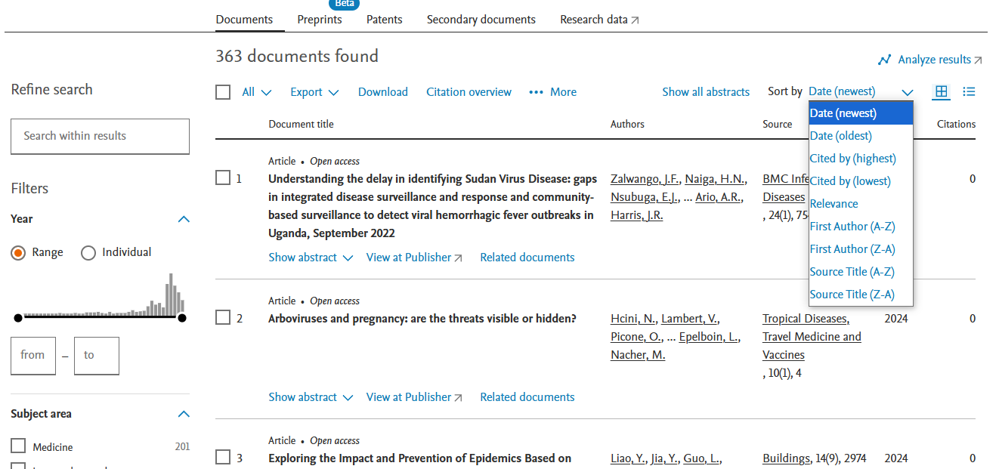 Beta
Documents Preprints Patents Secondary documents Research data
363 documents found
Analyze results
Refine search
All Export Download Citation overview ••• More Show all abstracts Sort by Date (newest)
Date (newest)
Date (oldest)
Cited by (highest)
Cited by (lowest)
Relevance
First Author (A-Z)
First Author (Z-A)
Source Title (A-Z)
Source Title (Z-A)
Document title Authors Source Citations
Search within results
Filters
Year
Range Individual
from – to
Subject area
Medicine 201
Article • Open access
1 Understanding the delay in identifying Sudan Virus Disease: gaps
in integrated disease surveillance and response and community-
based surveillance to detect viral hemorrhagic fever outbreaks in
Uganda, September 2022
Zalwango, J.F., Naiga, H.N.,
Nsubuga, E.J., ... Ario, A.R.,
Harris, J.R.
BMC Infe
Diseases
, 24(1), 75
0
Show abstract View at Publisher Related documents
Article • Open access
2 Arboviruses and pregnancy: are the threats visible or hidden?
Hcini, N., Lambert, V.,
Picone, O., ... Epelboin, L.,
Nacher, M.
Tropical Diseases,
Travel Medicine and
Vaccines
, 10(1), 4
2024 0
Show abstract View at Publisher Related documents
Article • Open access
3 Exploring the Impact and Prevention of Epidemics Based on
Liao, Y., Jia, Y., Guo, L.,
Buildings, 14(9), 2974
2024 0